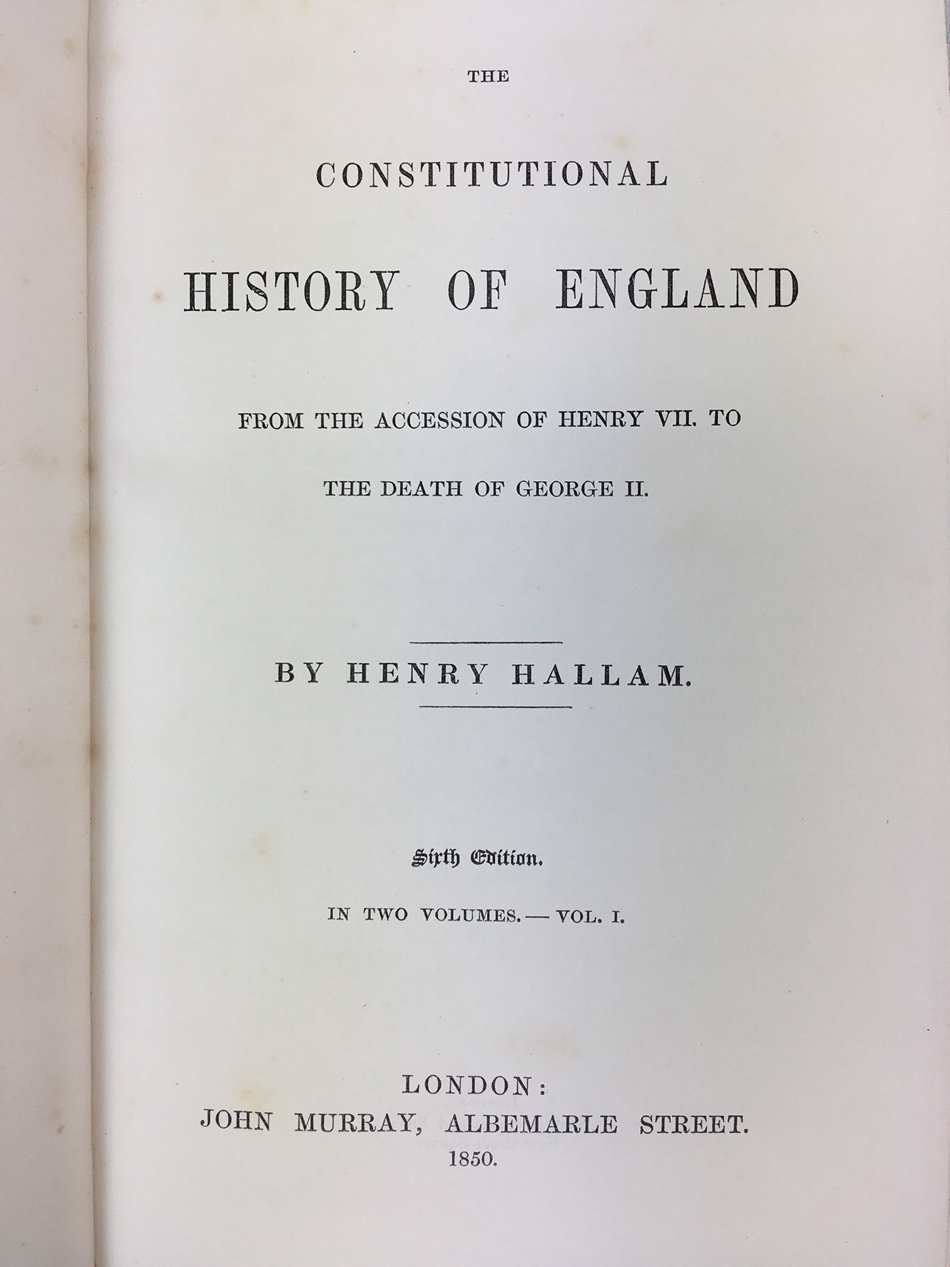 THE
CONSTITUTIONAL
HISTORY OF ENGLAND
FROM THE ACCESSION OF HENRY VII. TO
THE DEATH OF GEORGE II.
BY HENRY HALLAM.
Sixth Edition.
IN TWO VOLUMES.— VOL. I.
LONDON:
JOHN MURRAY, ALBEMARLE STREET.
1850.